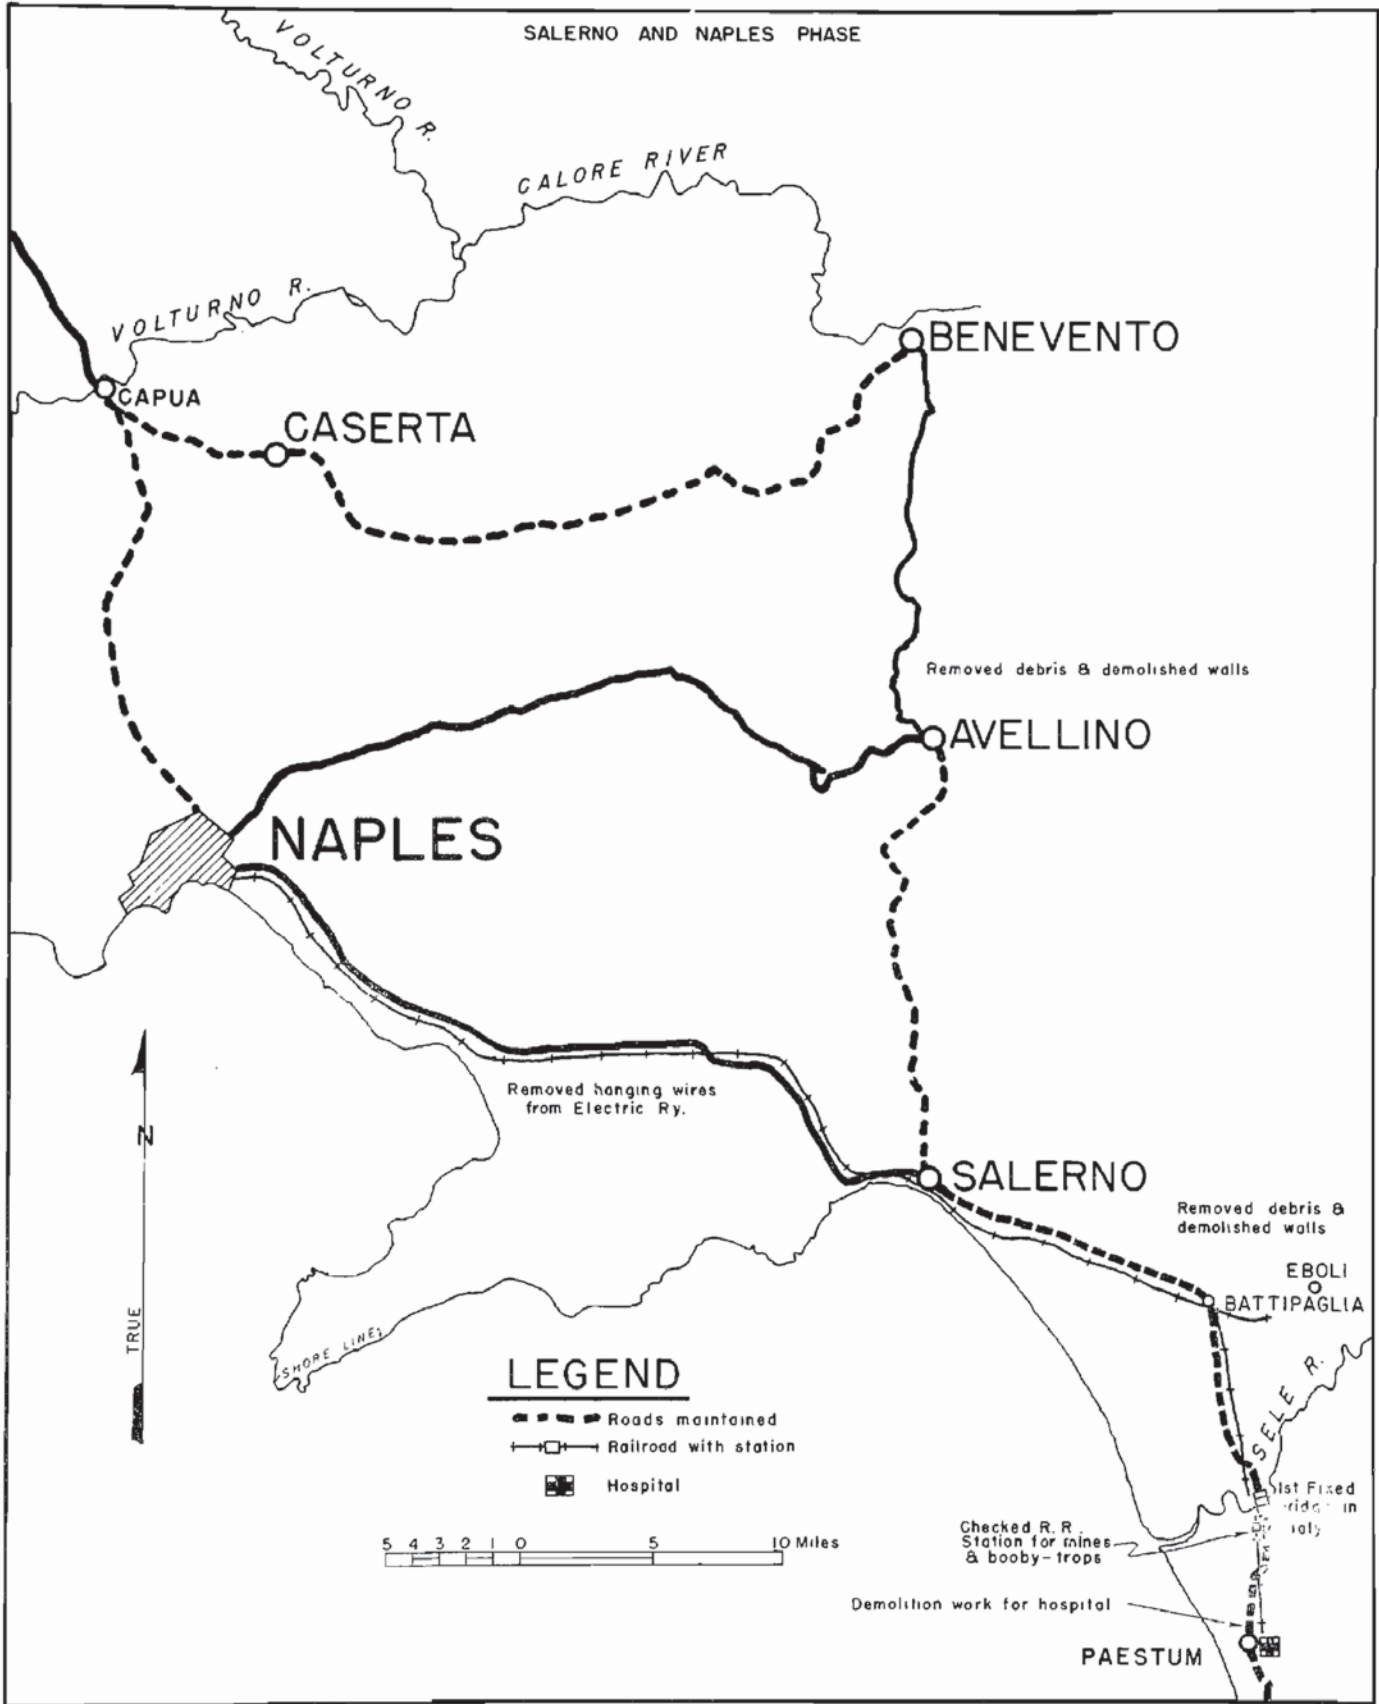 SALERNO AND NAPLES PHASE
VOLTURNO R.
CALORE RIVER
VOLTURNO R.
BENEVENTO
CAPUA
CASERTA
Removed debris & demolished walls
AVELLINO
NAPLES
Removed hanging wires
from Electric Ry.
N
TRUE
SALERNO
Removed debris &
demolished walls
EBOLI
BATTIPAGLIA
SHORE LINE
SELE R.
LEGEND
Roads maintained
Railroad with station
Hospital
5 4 3 2 1 0 5 10 Miles
1st Fixed
in
Checked R.R.
Station for mines
& booby-traps
Demolition work for hospital
PAESTUM